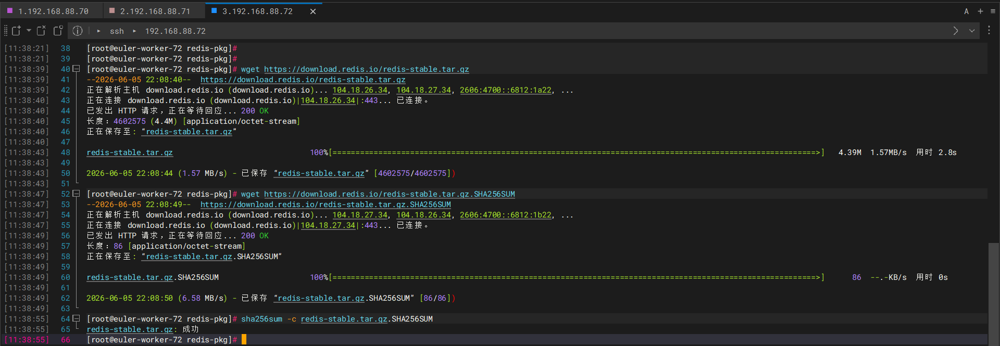 1.192.168.88.70 2.192.168.88.71 3.192.168.88.72 A
ssh 192.168.88.72
[11:38:21] 38 [root@euler-worker-72 redis-pkg]#
[11:38:21] 39 [root@euler-worker-72 redis-pkg]#
[11:38:39] 40 [root@euler-worker-72 redis-pkg]# wget https://download.redis.io/redis-stable.tar.gz
[11:38:39] 41 --2026-06-05 22:08:40-- https://download.redis.io/redis-stable.tar.gz
[11:38:39] 42 正在解析主机 download.redis.io (download.redis.io)... 104.18.26.34, 104.18.27.34, 2606:4700::6812:1a22, ...
[11:38:40] 43 正在连接 download.redis.io (download.redis.io)|104.18.26.34|:443... 已连接。
[11:38:40] 44 已发出 HTTP 请求，正在等待回应... 200 OK
[11:38:40] 45 长度：4602575 (4.4M) [application/octet-stream]
[11:38:40] 46 正在保存至: “redis-stable.tar.gz”
[11:38:40] 47
[11:38:43] 48 redis-stable.tar.gz 100%[==========================================================================================================>] 4.39M 1.57MB/s 用时 2.8s
[11:38:43] 49
[11:38:43] 50 2026-06-05 22:08:44 (1.57 MB/s) - 已保存 “redis-stable.tar.gz” [4602575/4602575])
[11:38:43] 51
[11:38:47] 52 [root@euler-worker-72 redis-pkg]# wget https://download.redis.io/redis-stable.tar.gz.SHA256SUM
[11:38:47] 53 --2026-06-05 22:08:49-- https://download.redis.io/redis-stable.tar.gz.SHA256SUM
[11:38:47] 54 正在解析主机 download.redis.io (download.redis.io)... 104.18.27.34, 104.18.26.34, 2606:4700::6812:1b22, ...
[11:38:47] 55 正在连接 download.redis.io (download.redis.io)|104.18.27.34|:443... 已连接。
[11:38:49] 56 已发出 HTTP 请求，正在等待回应... 200 OK
[11:38:49] 57 长度：86 [application/octet-stream]
[11:38:49] 58 正在保存至: “redis-stable.tar.gz.SHA256SUM”
[11:38:49] 59
[11:38:49] 60 redis-stable.tar.gz.SHA256SUM 100%[==========================================================================================================>] 86 --.-KB/s 用时 0s
[11:38:49] 61
[11:38:49] 62 2026-06-05 22:08:50 (6.58 MB/s) - 已保存 “redis-stable.tar.gz.SHA256SUM” [86/86])
[11:38:49] 63
[11:38:55] 64 [root@euler-worker-72 redis-pkg]# sha256sum -c redis-stable.tar.gz.SHA256SUM
[11:38:55] 65 redis-stable.tar.gz: 成功
[11:38:55] 66 [root@euler-worker-72 redis-pkg]#